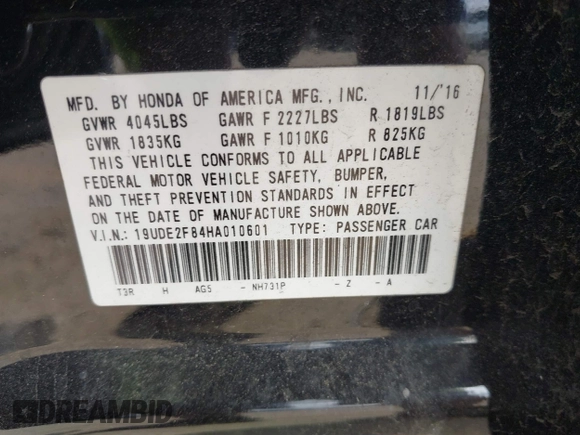 MFD. BY HONDA OF AMERICA MFG., INC. 11/'16
GVWR 4045LBS GAWR F 2227LBS R 1819LBS
GVWR 1835KG GAWR F 1010KG R 825KG
THIS VEHICLE CONFORMS TO ALL APPLICABLE
FEDERAL MOTOR VEHICLE SAFETY, BUMPER,
AND THEFT PREVENTION STANDARDS IN EFFECT
ON THE DATE OF MANUFACTURE SHOWN ABOVE.
V.I.N.: 19UDE2F84HA010601 TYPE: PASSENGER CAR
T3R H AG5 - NH731P - Z - A
DREAMBID